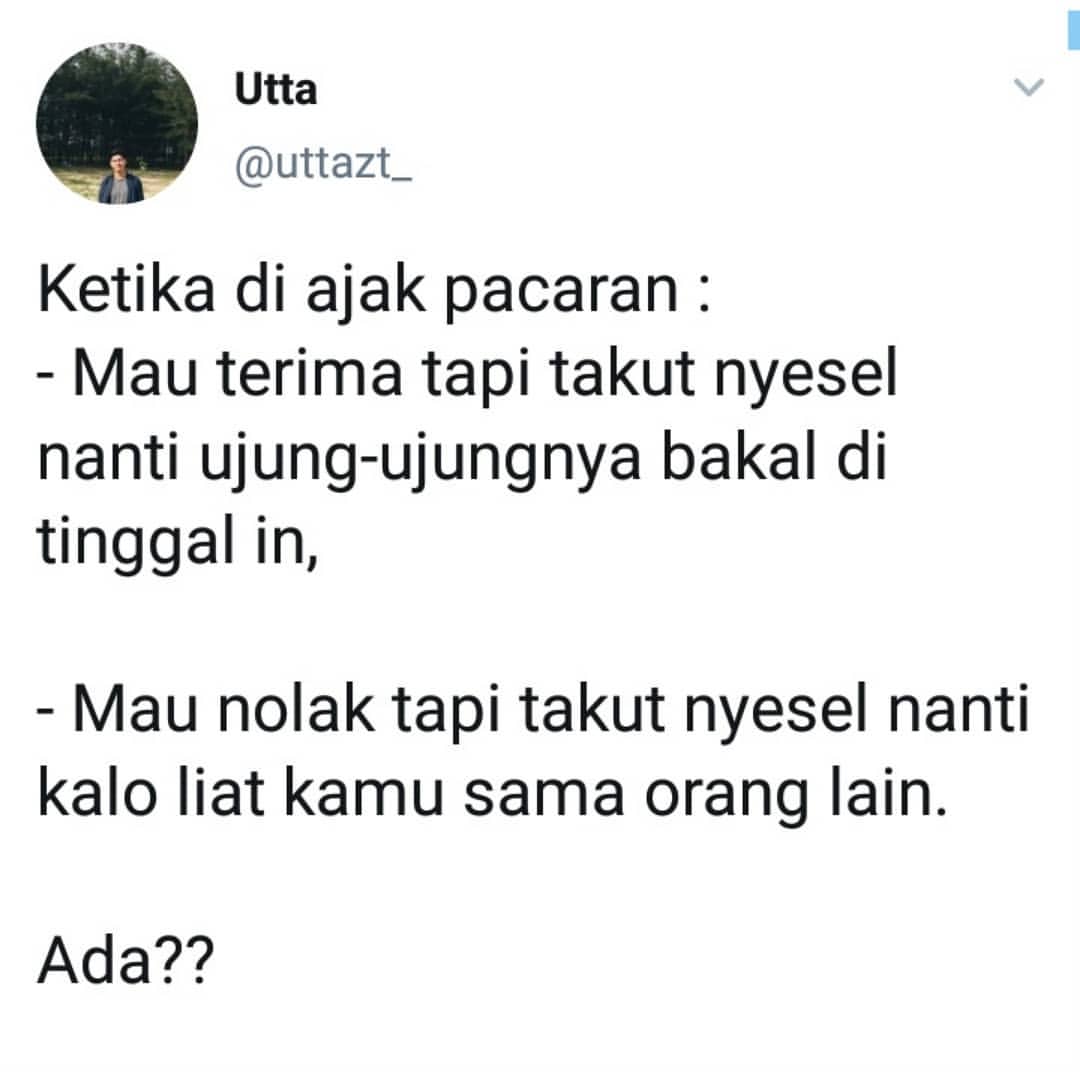 Utta
@uttazt_
Ketika di ajak pacaran :
- Mau terima tapi takut nyesel
nanti ujung-ujungnya bakal di
tinggal in,
- Mau nolak tapi takut nyesel nanti
kalo liat kamu sama orang lain.
Ada??